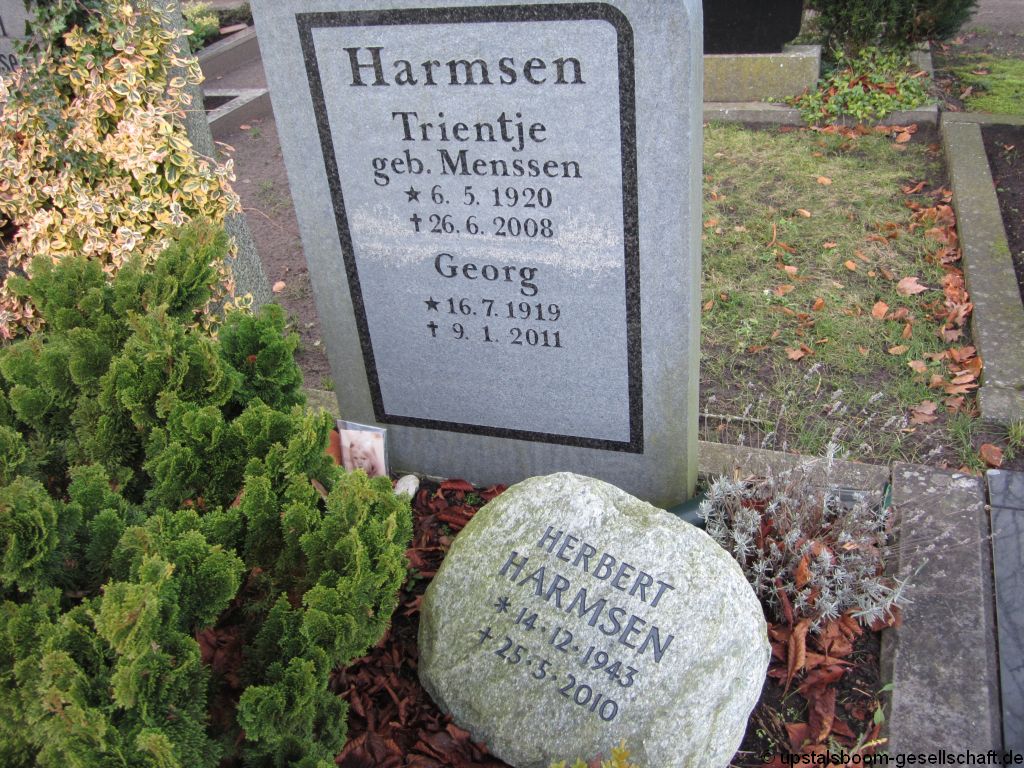 Harmsen
Trientje
geb. Menssen
★ 6. 5. 1920
✝ 26. 6. 2008
Georg
★ 16. 7. 1919
✝ 9. 1. 2011
HERBERT
HARMSEN
* 14·12·1943
✝ 25·5·2010
© upstalsboom-gesellschaft.de